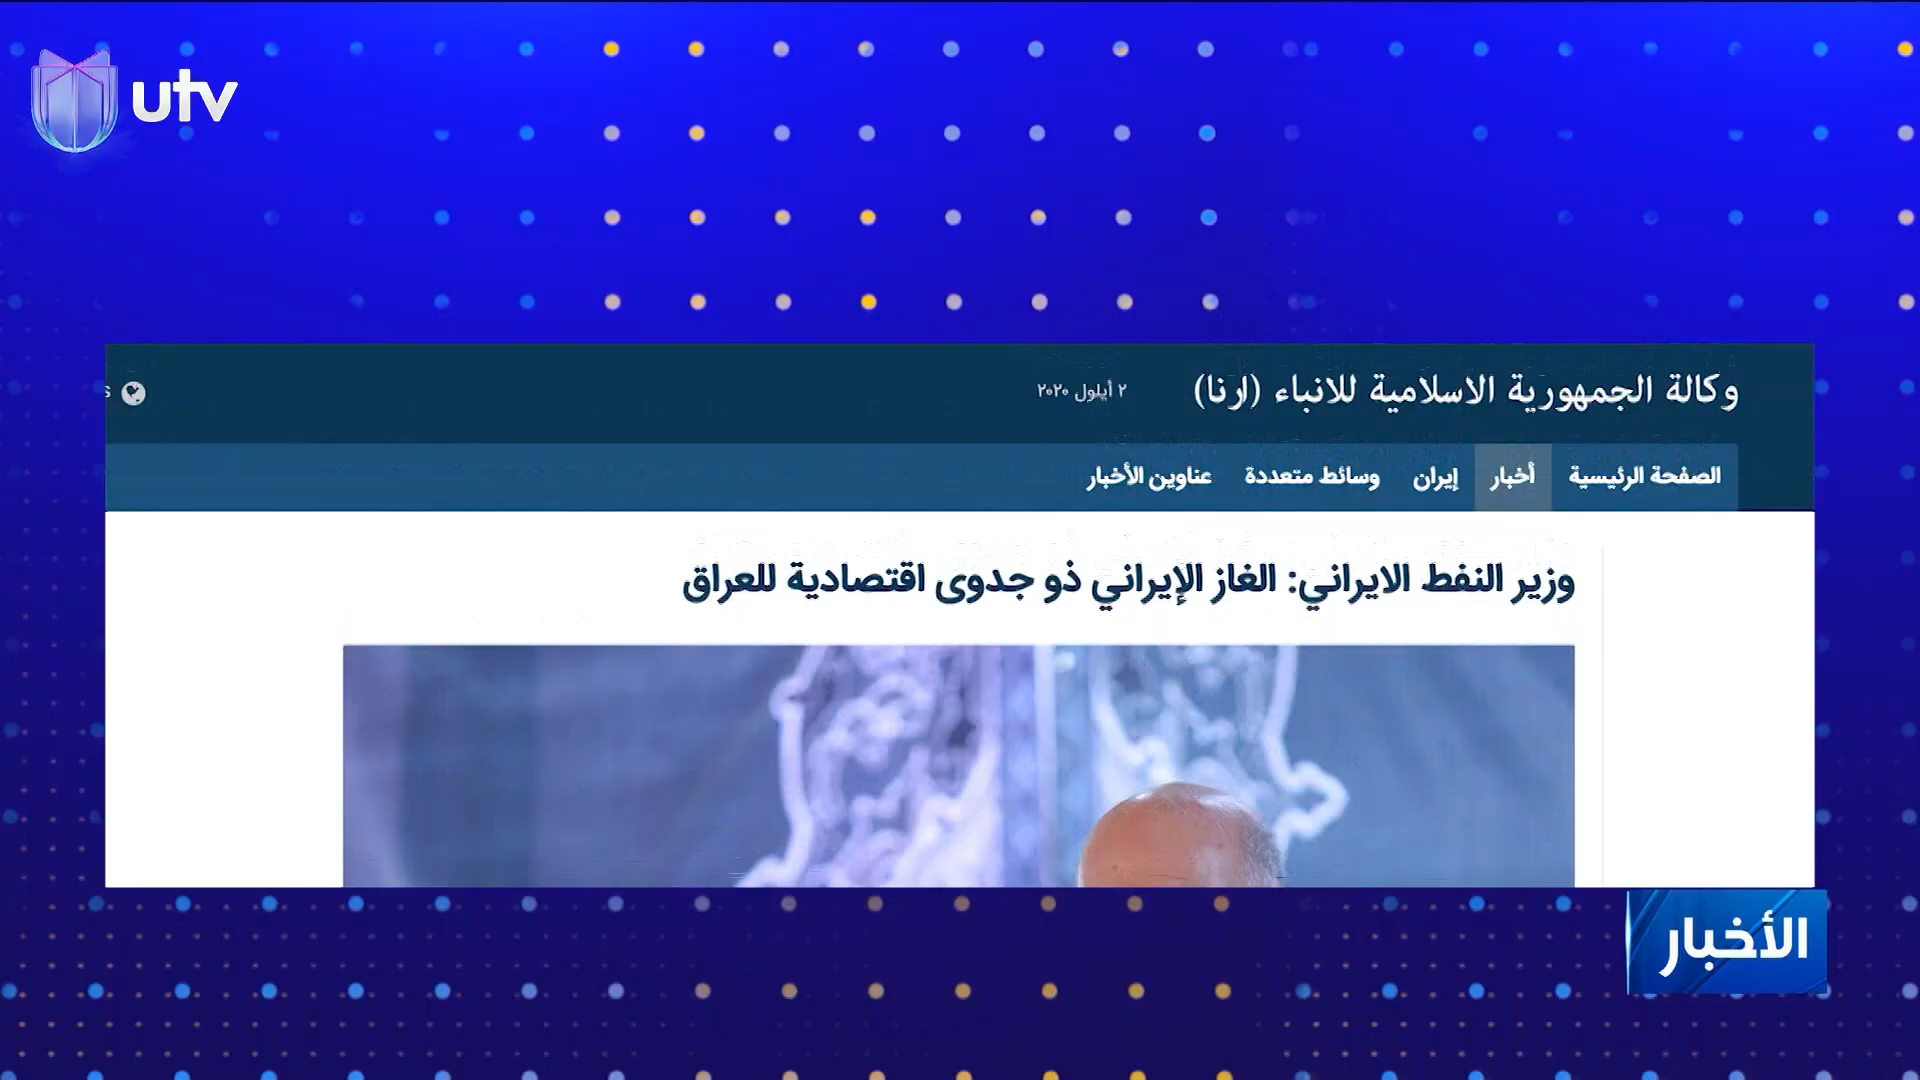 utv
وكالة الجمهورية الاسلامية للانباء (ارنا)
٢ أيلول ٢٠٢٠
الصفحة الرئيسية أخبار إيران وسائط متعددة عناوين الأخبار
وزير النفط الايراني: الغاز الإيراني ذو جدوى اقتصادية للعراق
الأخبار